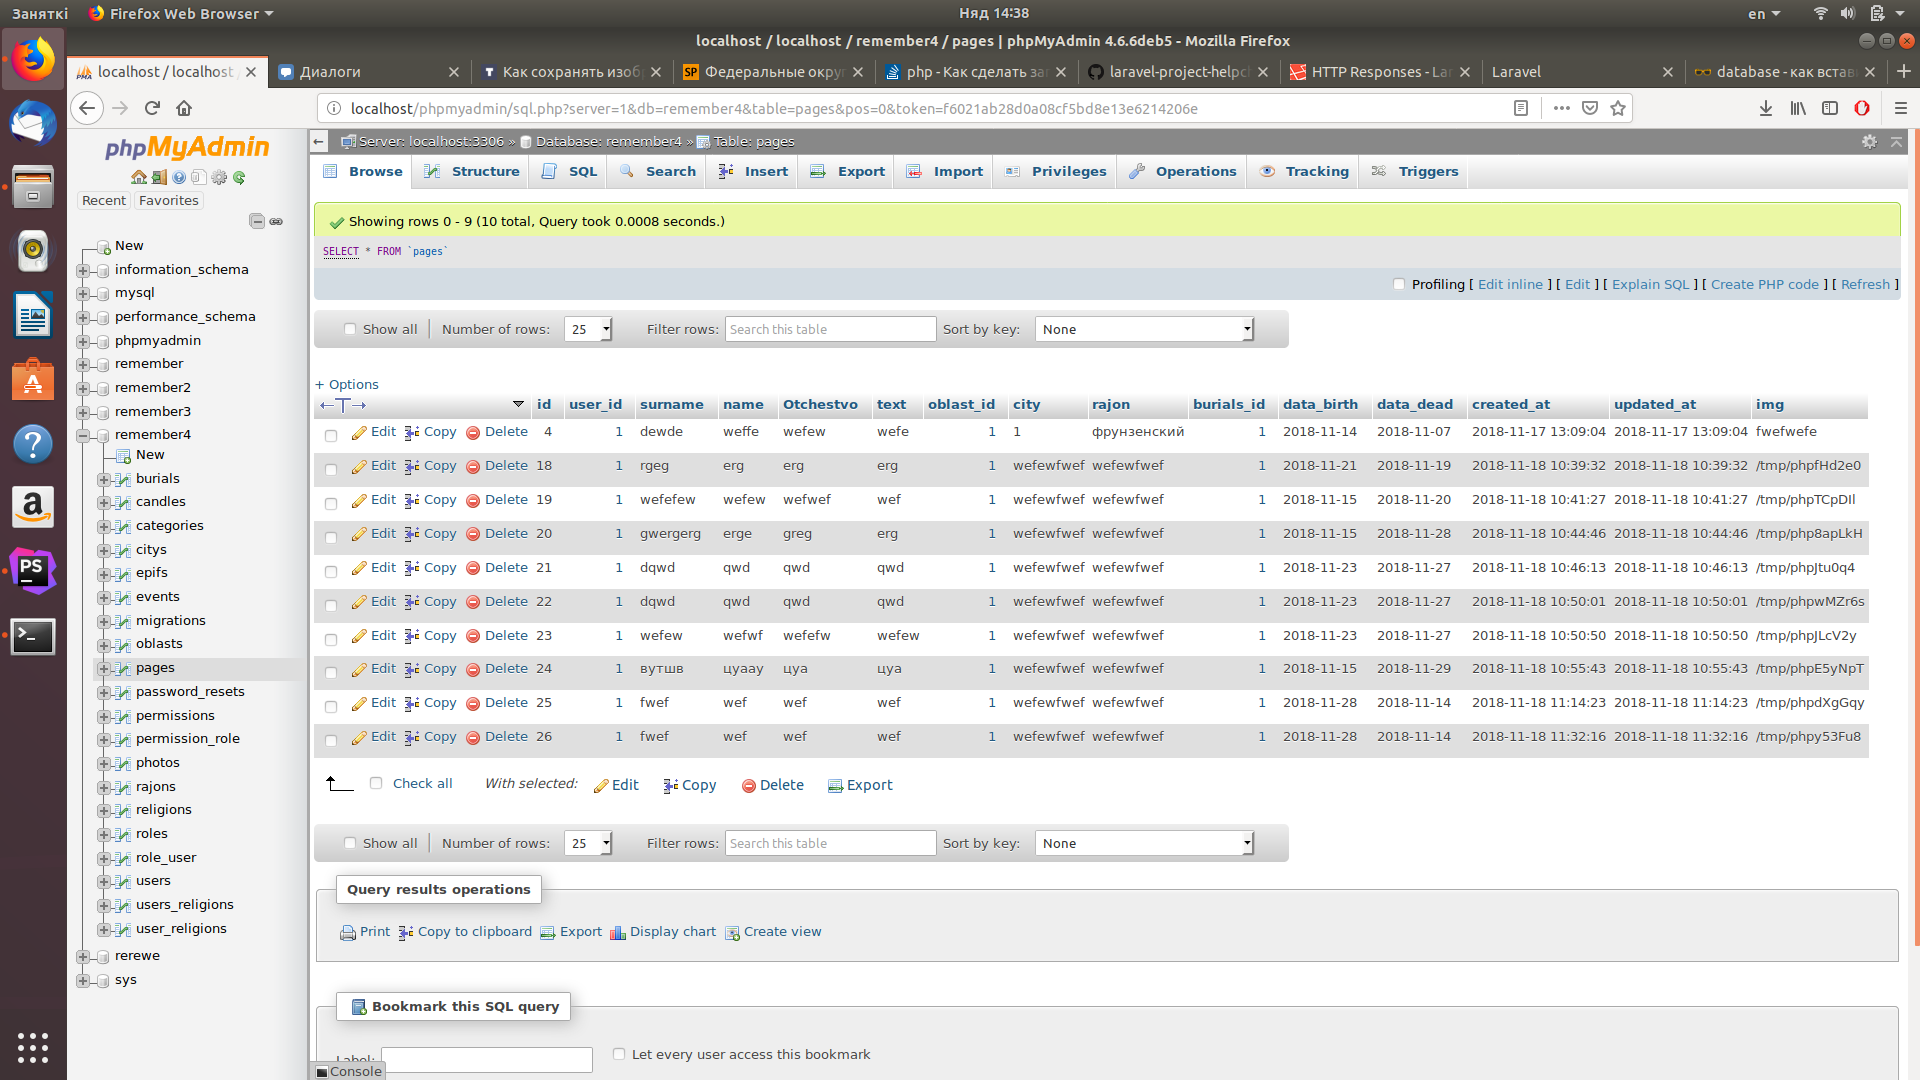 Заняткі Firefox Web Browser Няд 14:38 en
localhost / localhost / remember4 / pages | phpMyAdmin 4.6.6deb5 - Mozilla Firefox
localhost / localhost / Диалоги Как сохранять изоб Федеральные окру php - Как сделать за laravel-project-helpch HTTP Responses - La Laravel database - как встав
localhost/phpmyadmin/sql.php?server=1&db=remember4&table=pages&pos=0&token=f6021ab28d0a08cf5bd8e13e6214206e
phpMyAdmin
Recent Favorites
New
information_schema
mysql
performance_schema
phpmyadmin
remember
remember2
remember3
remember4
New
burials
candles
categories
citys
epifs
events
migrations
oblasts
pages
password_resets
permissions
permission_role
photos
rajons
religions
roles
role_user
users
users_religions
user_religions
rerewe
sys
Server: localhost:3306 » Database: remember4 » Table: pages
Browse Structure SQL Search Insert Export Import Privileges Operations Tracking Triggers
Showing rows 0 - 9 (10 total, Query took 0.0008 seconds.)
SELECT * FROM `pages`
Profiling [ Edit inline ] [ Edit ] [ Explain SQL ] [ Create PHP code ] [ Refresh ]
Show all Number of rows: 25 Filter rows: Search this table Sort by key: None
+ Options
id user_id surname name Otchestvo text oblast_id city rajon burials_id data_birth data_dead created_at updated_at img
Edit Copy Delete 4 1 dewde weffe wefew wefe 1 1 фрунзенский 1 2018-11-14 2018-11-07 2018-11-17 13:09:04 2018-11-17 13:09:04 fwefwefe
Edit Copy Delete 18 1 rgeg erg erg erg 1 wefewfwef wefewfwef 1 2018-11-21 2018-11-19 2018-11-18 10:39:32 2018-11-18 10:39:32 /tmp/phpfHd2e0
Edit Copy Delete 19 1 wefefew wefew wefwef wef 1 wefewfwef wefewfwef 1 2018-11-15 2018-11-20 2018-11-18 10:41:27 2018-11-18 10:41:27 /tmp/phpTCpDIl
Edit Copy Delete 20 1 gwergerg erge greg erg 1 wefewfwef wefewfwef 1 2018-11-15 2018-11-28 2018-11-18 10:44:46 2018-11-18 10:44:46 /tmp/php8apLkH
Edit Copy Delete 21 1 dqwd qwd qwd qwd 1 wefewfwef wefewfwef 1 2018-11-23 2018-11-27 2018-11-18 10:46:13 2018-11-18 10:46:13 /tmp/phpJtu0q4
Edit Copy Delete 22 1 dqwd qwd qwd qwd 1 wefewfwef wefewfwef 1 2018-11-23 2018-11-27 2018-11-18 10:50:01 2018-11-18 10:50:01 /tmp/phpwMZr6s
Edit Copy Delete 23 1 wefew wefwf wefefw wefew 1 wefewfwef wefewfwef 1 2018-11-23 2018-11-27 2018-11-18 10:50:50 2018-11-18 10:50:50 /tmp/phpJLcV2y
Edit Copy Delete 24 1 вутшв цуаау цуа цуа 1 wefewfwef wefewfwef 1 2018-11-15 2018-11-29 2018-11-18 10:55:43 2018-11-18 10:55:43 /tmp/phpE5yNpT
Edit Copy Delete 25 1 fwef wef wef wef 1 wefewfwef wefewfwef 1 2018-11-28 2018-11-14 2018-11-18 11:14:23 2018-11-18 11:14:23 /tmp/phpdXgGqy
Edit Copy Delete 26 1 fwef wef wef wef 1 wefewfwef wefewfwef 1 2018-11-28 2018-11-14 2018-11-18 11:32:16 2018-11-18 11:32:16 /tmp/phpy53Fu8
Check all With selected: Edit Copy Delete Export
Show all Number of rows: 25 Filter rows: Search this table Sort by key: None
Query results operations
Print Copy to clipboard Export Display chart Create view
Bookmark this SQL query
Label: Let every user access this bookmark
Console